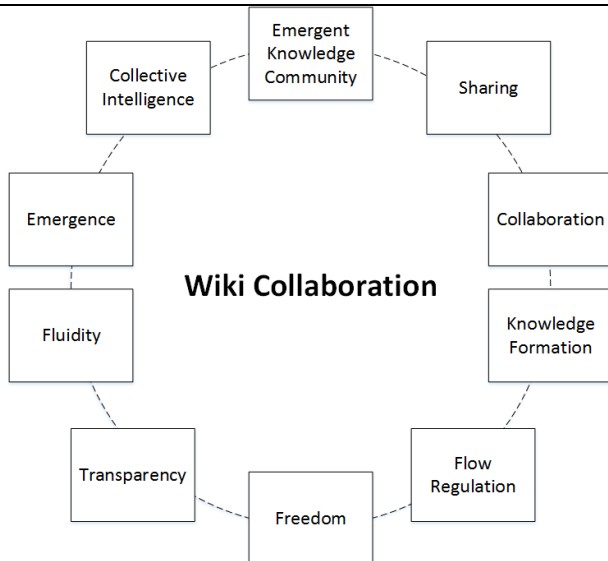 Emergent
Knowledge
Community
Sharing
Collaboration
Knowledge
Formation
Flow
Regulation
Freedom
Transparency
Fluidity
Emergence
Collective
Intelligence
Wiki Collaboration